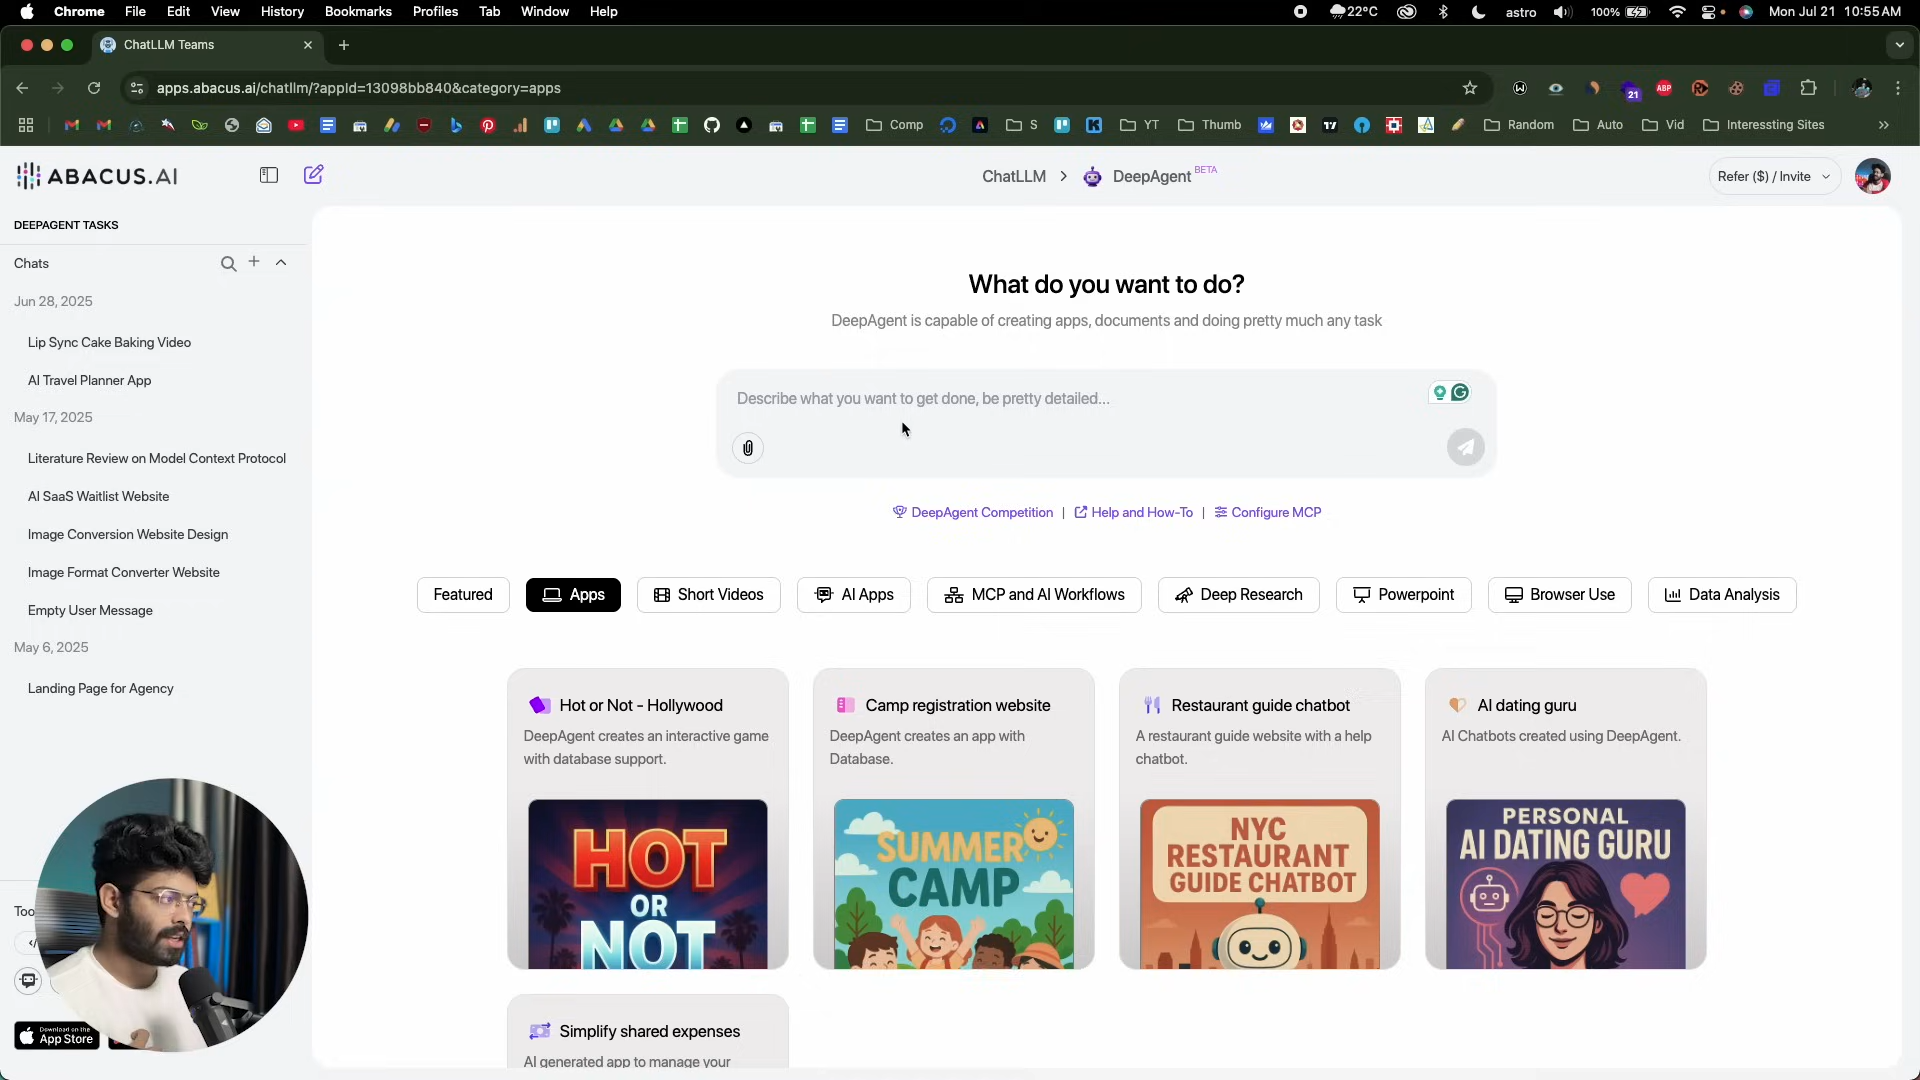 Chrome File Edit View History Bookmarks Profiles Tab Window Help
22°C astro 100% Mon Jul 21 10:55 AM
ChatLLM Teams
apps.abacus.ai/chatllm/?appId=13098bb840&category=apps
21 ABP
Comp S YT Thumb Random Auto Vid Interessting Sites
ABACUS.AI
ChatLLM > DeepAgent BETA
Refer ($) / Invite
DEEPAGENT TASKS
Chats
Jun 28, 2025
Lip Sync Cake Baking Video
AI Travel Planner App
May 17, 2025
Literature Review on Model Context Protocol
AI SaaS Waitlist Website
Image Conversion Website Design
Image Format Converter Website
Empty User Message
May 6, 2025
Landing Page for Agency
Too
Download on the
App Store
What do you want to do?
DeepAgent is capable of creating apps, documents and doing pretty much any task
Describe what you want to get done, be pretty detailed...
DeepAgent Competition | Help and How-To | Configure MCP
Featured Apps Short Videos AI Apps MCP and AI Workflows Deep Research Powerpoint Browser Use Data Analysis
Hot or Not - Hollywood
DeepAgent creates an interactive game
with database support.
HOT
OR
NOT
Camp registration website
DeepAgent creates an app with
Database.
SUMMER
CAMP
Restaurant guide chatbot
A restaurant guide website with a help
chatbot.
NYC
RESTAURANT
GUIDE CHATBOT
AI dating guru
AI Chatbots created using DeepAgent.
PERSONAL
AI DATING GURU
Simplify shared expenses
AI generated app to manage your